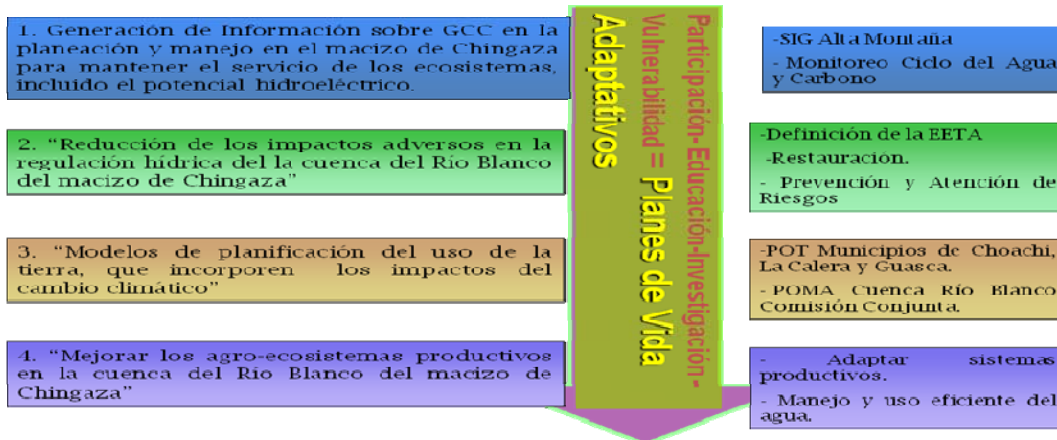 1. Generación de Información sobre GCC en la
planeación y manejo en el macizo de Chingaza
para mantener el servicio de los ecosistemas,
incluido el potencial hidroeléctrico.
2. “Reducción de los impactos adversos en la
regulación hídrica del la cuenca del Río Blanco
del macizo de Chingaza”
3. “Modelos de planificación del uso de la
tierra, que incorporen los impactos del
cambio climático”
4. “Mejorar los agro-ecosistemas productivos
en la cuenca del Río Blanco del macizo de
Chingaza”
Participación-Educación-Investigación-
Vulnerabilidad = Planes de Vida
Adaptativos
-SIG Alta Montaña
- Monitoreo Ciclo del Agua
y Carbono
-Definición de la EETA
-Restauración.
- Prevención y Atención de
Riesgos
-POT Municipios de Choachi,
La Calera y Guasca.
- POMA Cuenca Río Blanco
Comisión Conjunta.
- Adaptar sistemas
productivos.
- Manejo y uso eficiente del
agua.